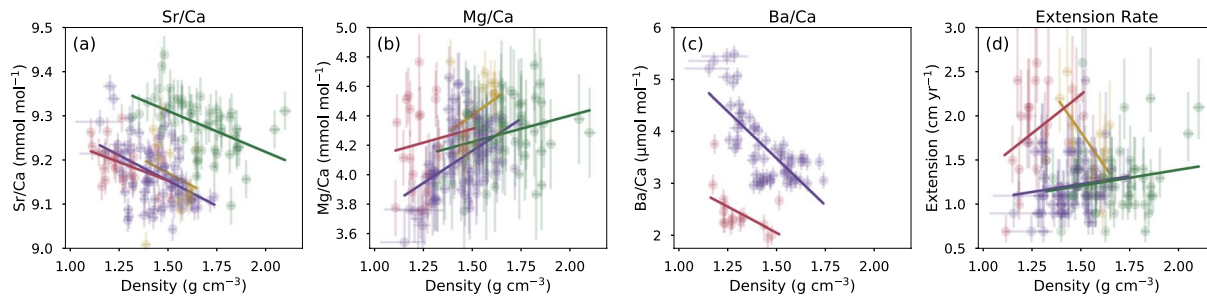 Sr/Ca
(a)
9.5
9.4
9.3
9.2
9.1
9.0
Sr/Ca (mmol mol⁻¹)
1.00 1.25 1.50 1.75 2.00
Density (g cm⁻³)
Mg/Ca
(b)
5.0
4.8
4.6
4.4
4.2
4.0
3.8
3.6
Mg/Ca (mmol mol⁻¹)
1.00 1.25 1.50 1.75 2.00
Density (g cm⁻³)
Ba/Ca
(c)
6
5
4
3
2
Ba/Ca (μmol mol⁻¹)
1.00 1.25 1.50 1.75 2.00
Density (g cm⁻³)
Extension Rate
(d)
3.0
2.5
2.0
1.5
1.0
0.5
Extension (cm yr⁻¹)
1.00 1.25 1.50 1.75 2.00
Density (g cm⁻³)